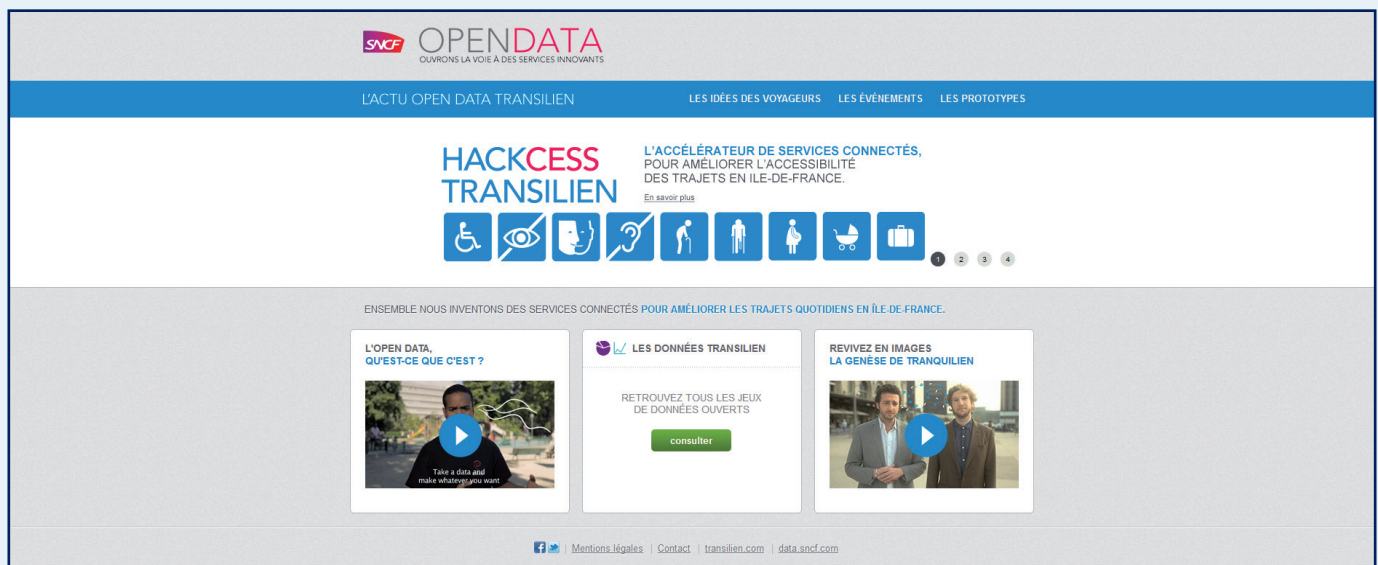 SNCF OPENDATA
OUVRONS LA VOIE À DES SERVICES INNOVANTS
L'ACTU OPEN DATA TRANSILIEN
LES IDÉES DES VOYAGEURS LES ÉVÉNEMENTS LES PROTOTYPES
HACKCESS
TRANSILIEN
L'ACCÉLÉRATEUR DE SERVICES CONNECTÉS,
POUR AMÉLIORER L'ACCESSIBILITÉ
DES TRAJETS EN ILE-DE-FRANCE.
En savoir plus
1 2 3 4
ENSEMBLE NOUS INVENTONS DES SERVICES CONNECTÉS POUR AMÉLIORER LES TRAJETS QUOTIDIENS EN ÎLE-DE-FRANCE.
L'OPEN DATA,
QU'EST-CE QUE C'EST ?
Take a data and
make whatever you want
LES DONNÉES TRANSILIEN
RETROUVEZ TOUS LES JEUX
DE DONNÉES OUVERTS
consulter
REVIVEZ EN IMAGES
LA GENÈSE DE TRANQUILIEN
Mentions légales | Contact | transilien.com | data.sncf.com